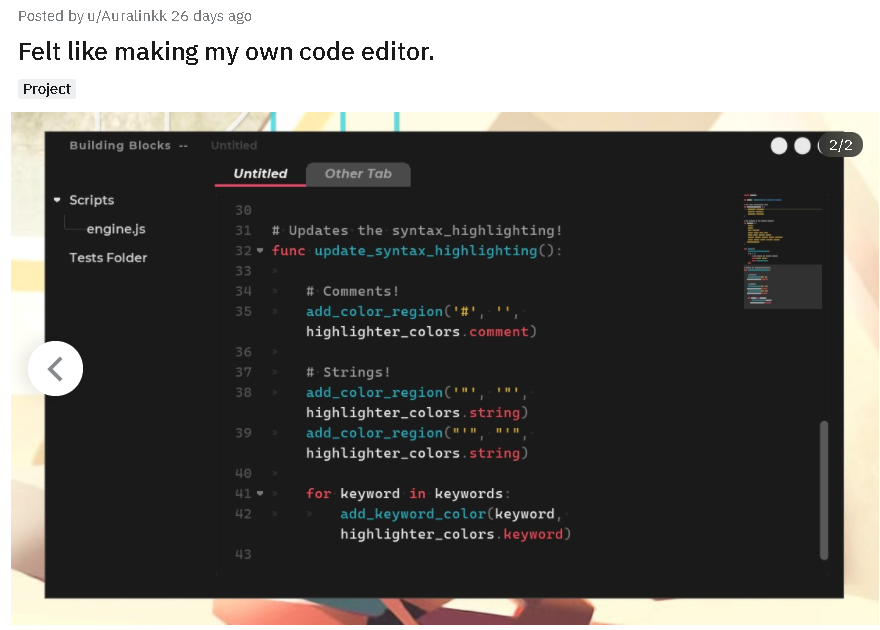 Posted by u/Auralinkk 26 days ago
Felt like making my own code editor.
Project
Building Blocks -- Untitled
2/2
Untitled Other Tab
Scripts
engine.js
Tests Folder
30
31 # Updates the syntax_highlighting!
32 func update_syntax_highlighting():
33
34 # Comments!
35 add_color_region('#', '',
highlighter_colors.comment)
36
37 # Strings!
38 add_color_region('"', '"',
highlighter_colors.string)
39 add_color_region("'", "'",
highlighter_colors.string)
40
41 for keyword in keywords:
42 add_keyword_color(keyword,
highlighter_colors.keyword)
43